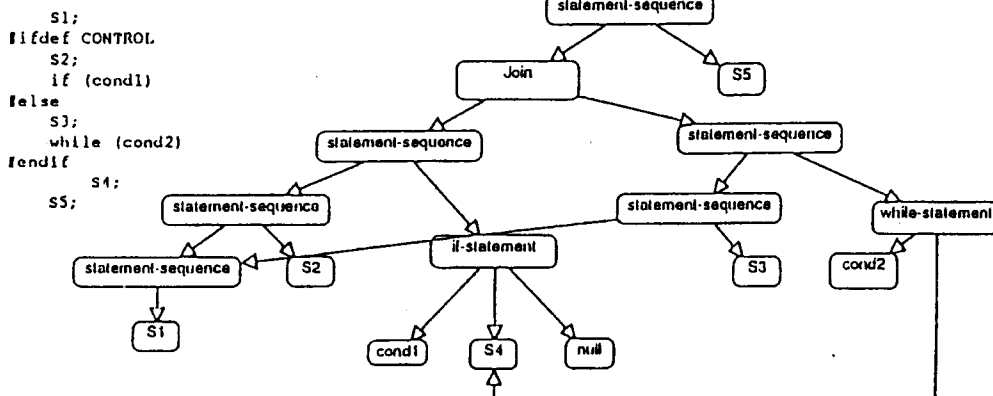 S1;
#ifdef CONTROL
S2;
if (cond1)
#else
S3;
while (cond2)
#endif
S4;
S5;
statement-sequence
Join
S5
statement-sequence
statement-sequence
statement-sequence
statement-sequence
while-statement
if-statement
statement-sequence
S2
S3
cond2
S1
cond1
S4
null